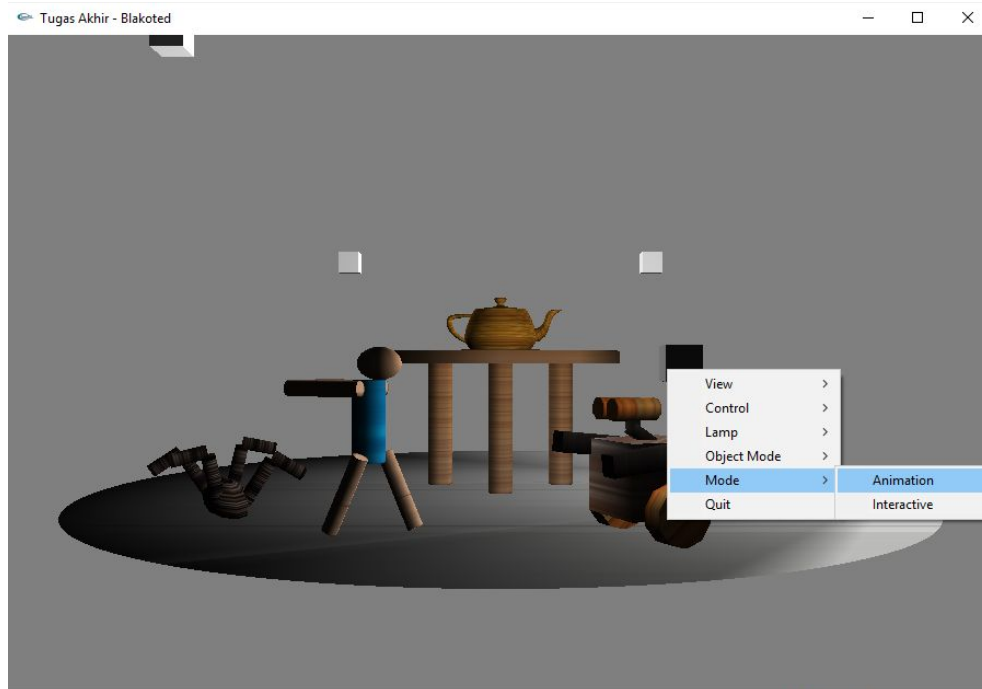 Tugas Akhir - Blakoted
View
Control
Lamp
Object Mode
Mode
Animation
Quit
Interactive